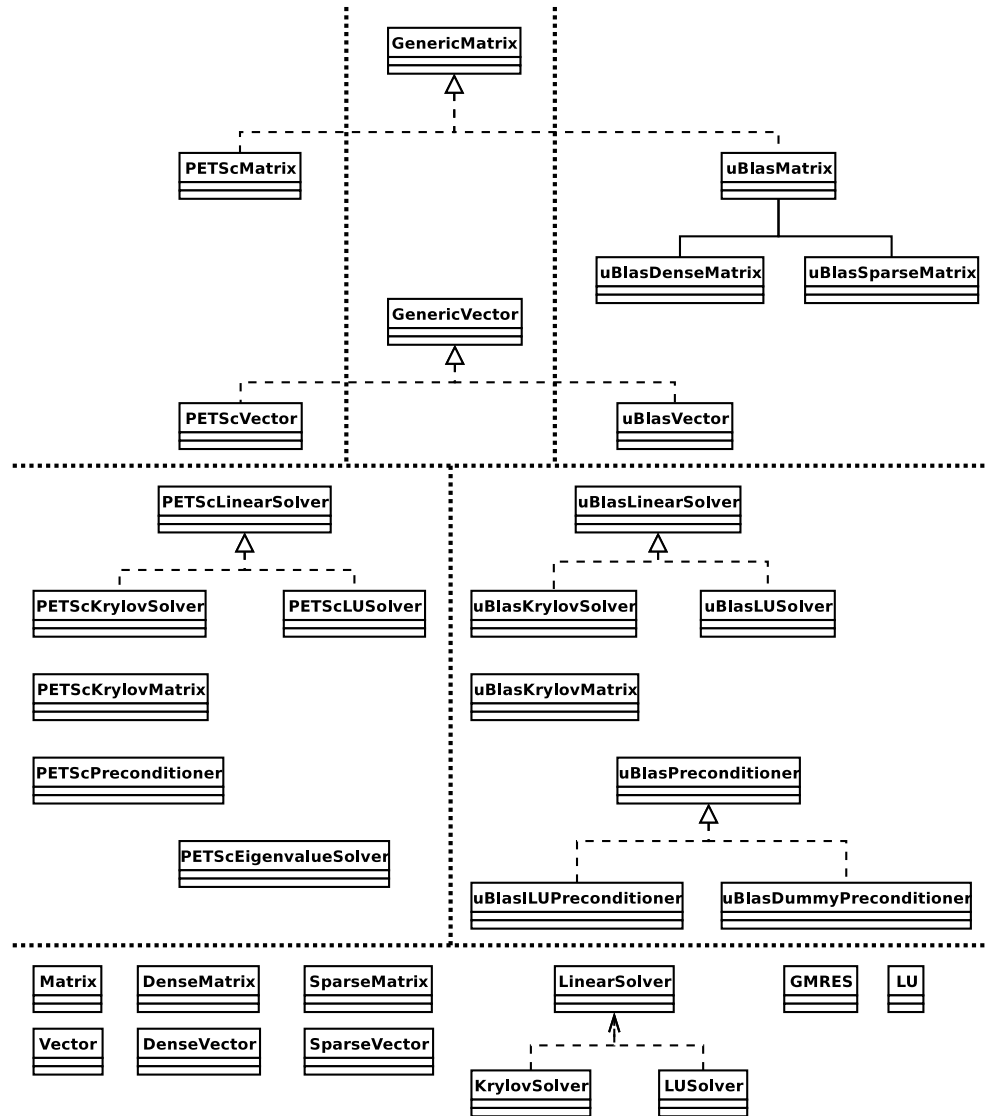 GenericMatrix
PETScMatrix
uBlasMatrix
uBlasDenseMatrix
uBlasSparseMatrix
GenericVector
PETScVector
uBlasVector
PETScLinearSolver
uBlasLinearSolver
PETScKrylovSolver
PETScLUSolver
uBlasKrylovSolver
uBlasLUSolver
PETScKrylovMatrix
uBlasKrylovMatrix
PETScPreconditioner
uBlasPreconditioner
PETScEigenvalueSolver
uBlasILUPreconditioner
uBlasDummyPreconditioner
Matrix
DenseMatrix
SparseMatrix
LinearSolver
GMRES
LU
Vector
DenseVector
SparseVector
KrylovSolver
LUSolver